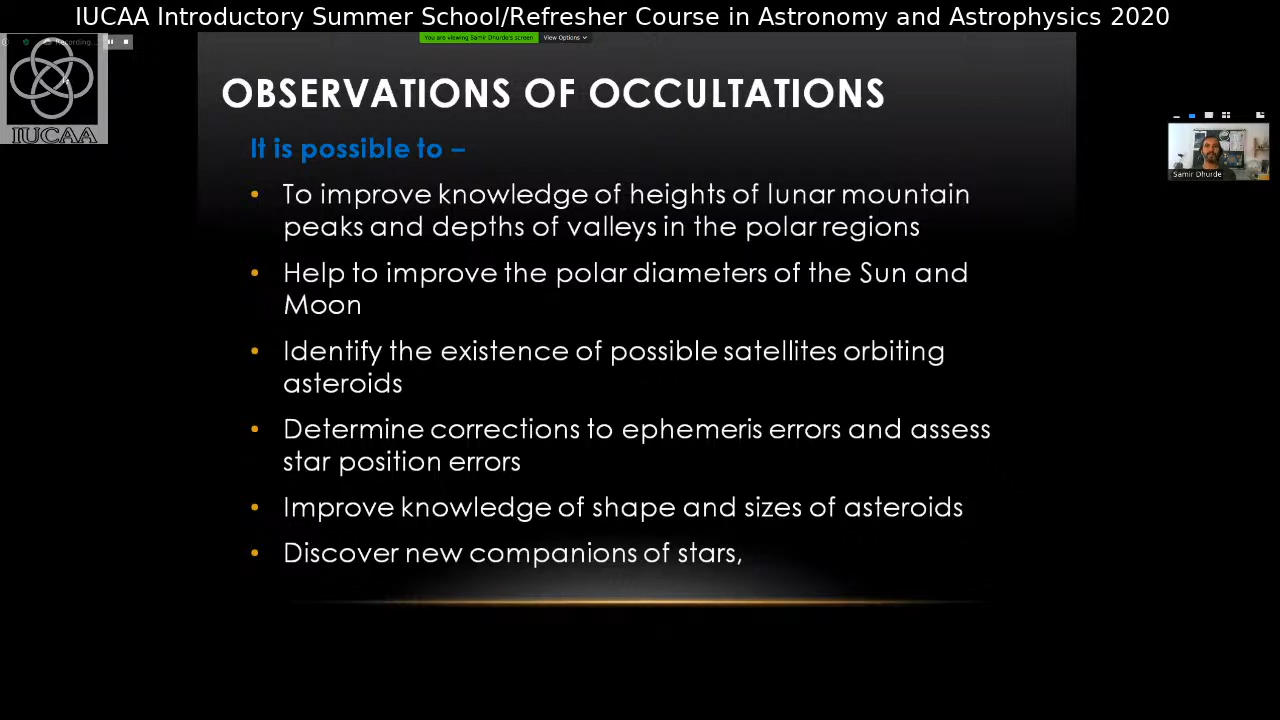 IUCAA Introductory Summer School/Refresher Course in Astronomy and Astrophysics 2020
Recording...
You are viewing Samir Dhurde's screen
View Options
IUCAA
OBSERVATIONS OF OCCULTATIONS
It is possible to –
• To improve knowledge of heights of lunar mountain
peaks and depths of valleys in the polar regions
• Help to improve the polar diameters of the Sun and
Moon
• Identify the existence of possible satellites orbiting
asteroids
• Determine corrections to ephemeris errors and assess
star position errors
• Improve knowledge of shape and sizes of asteroids
• Discover new companions of stars,
Samir Dhurde